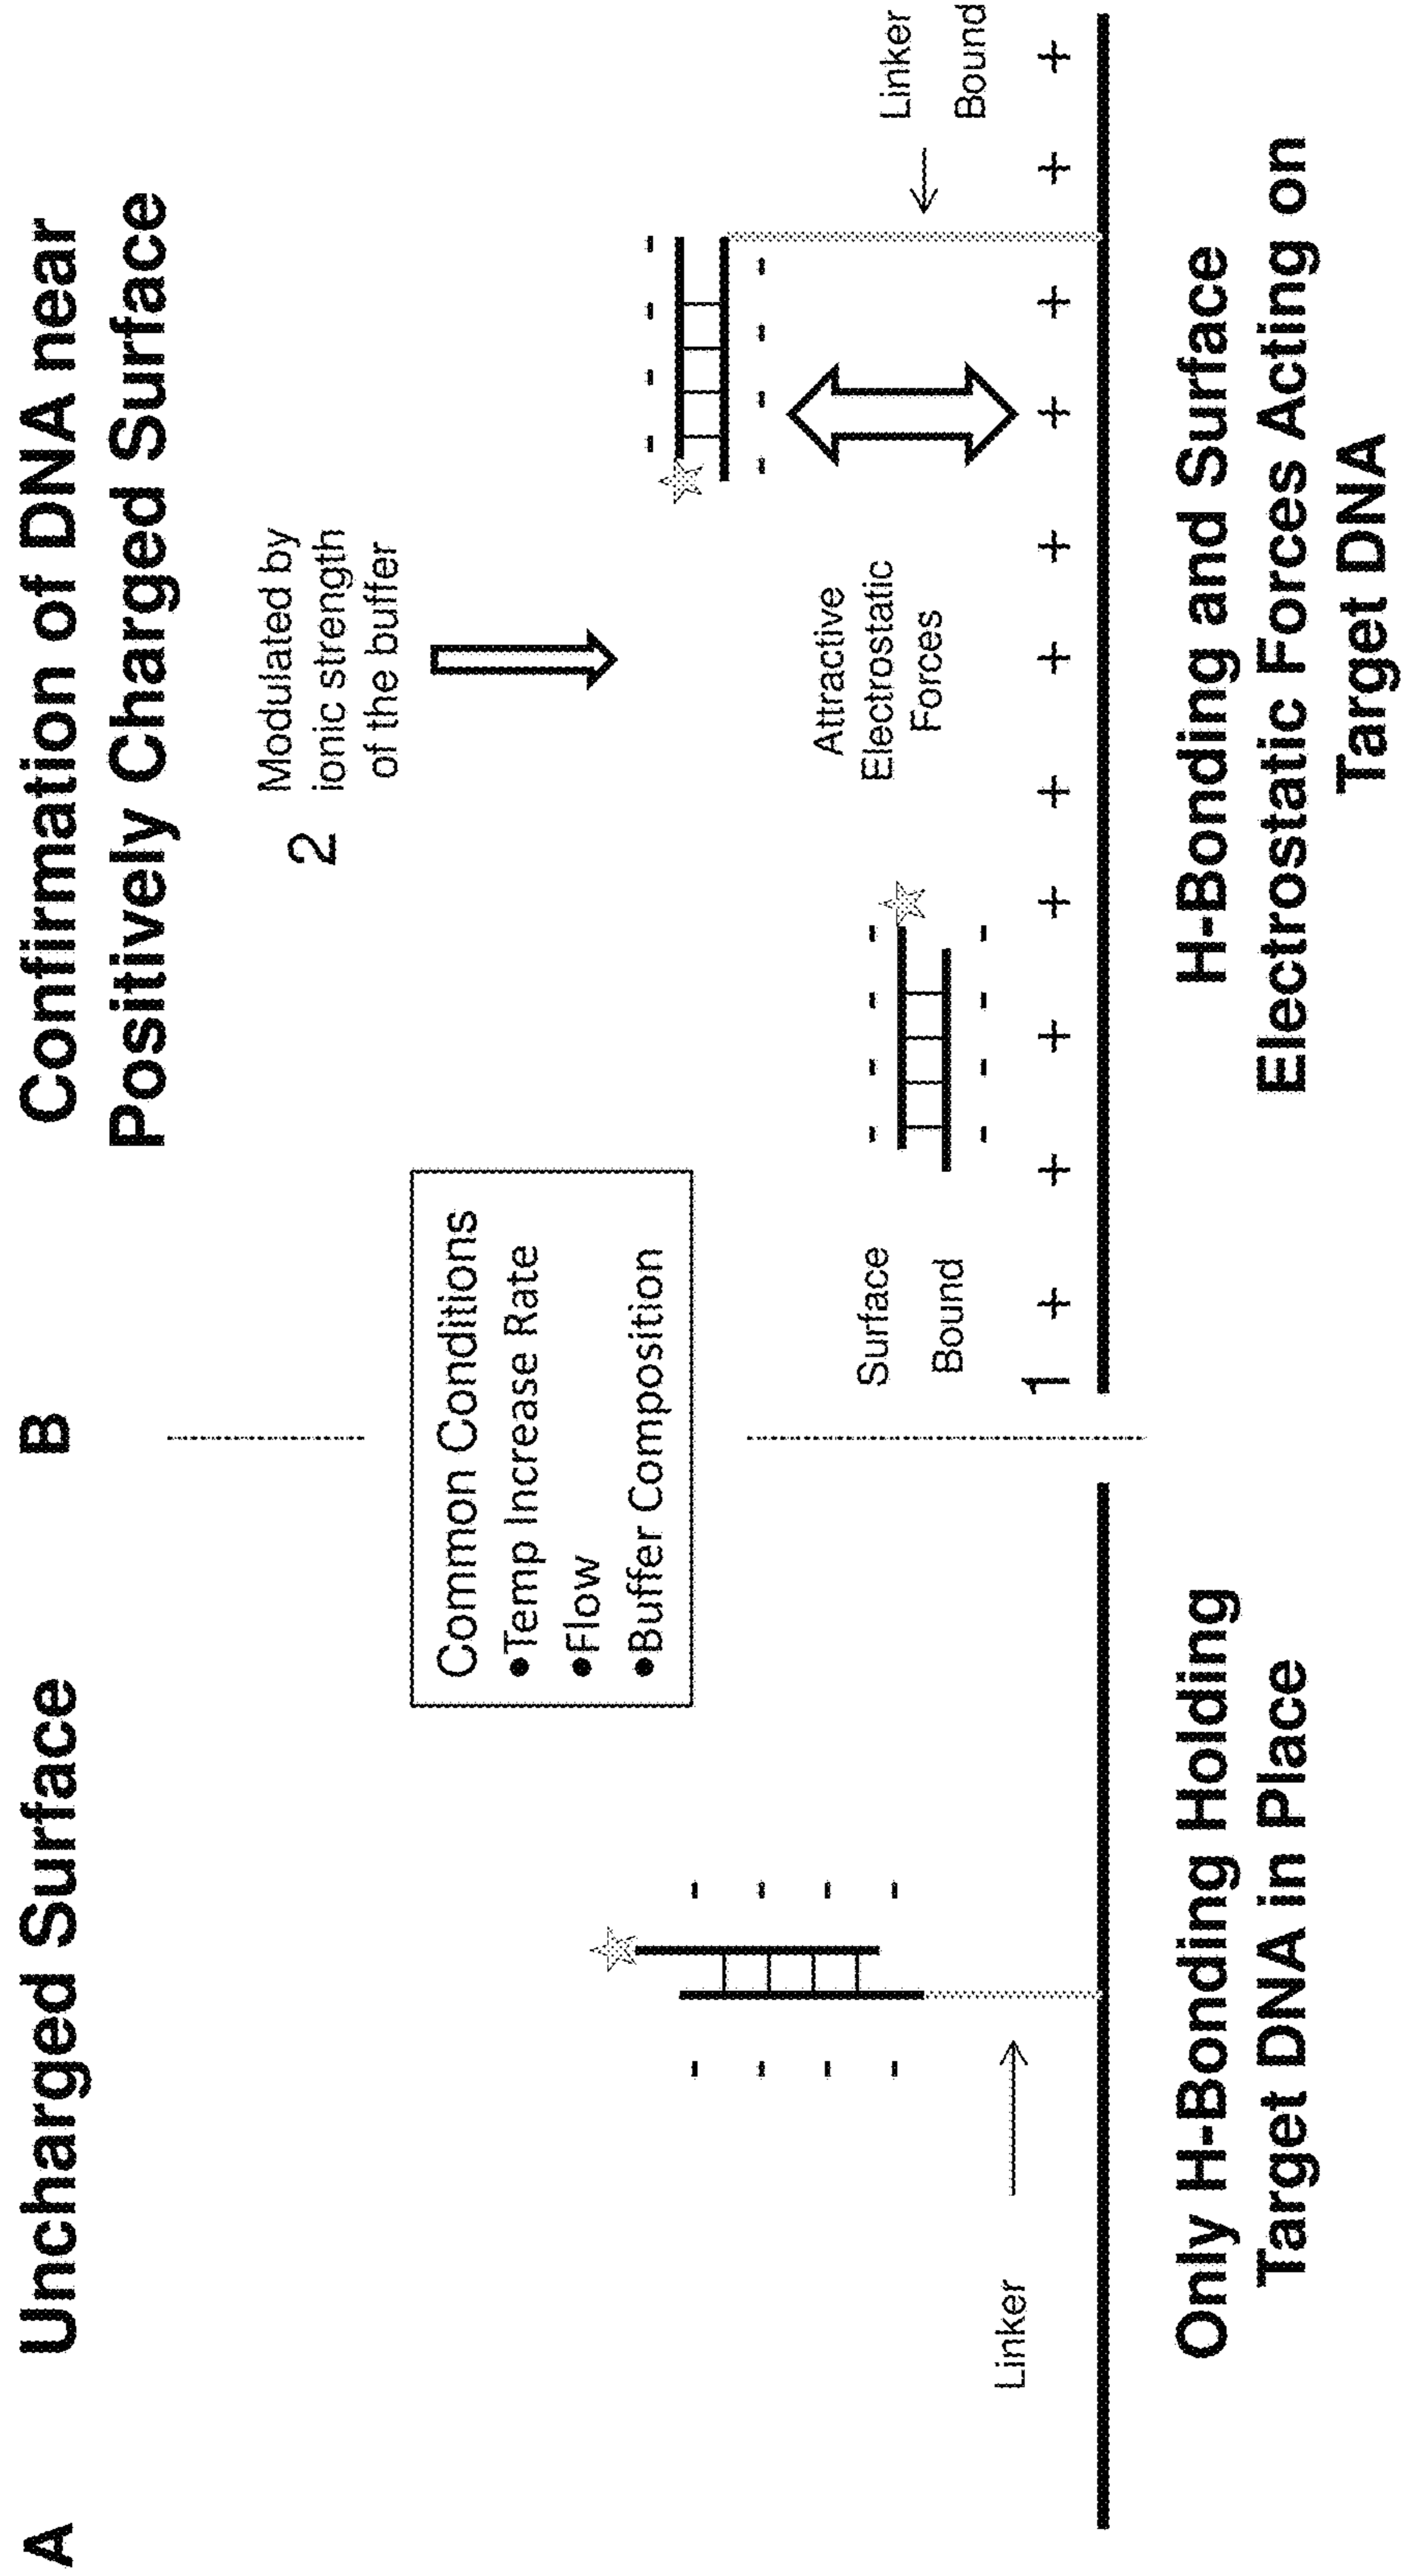 A
Uncharged Surface
Linker
Only H-Bonding Holding
Target DNA in Place
Common Conditions
•Temp Increase Rate
•Flow
•Buffer Composition
B
Confirmation of DNA near
Positively Charged Surface
2
Modulated by
ionic strength
of the buffer
Attractive
Electrostatic
Forces
Surface
Bound
Linker
Bound
1
+ + + + + + + + + + +
H-Bonding and Surface
Electrostatic Forces Acting on
Target DNA